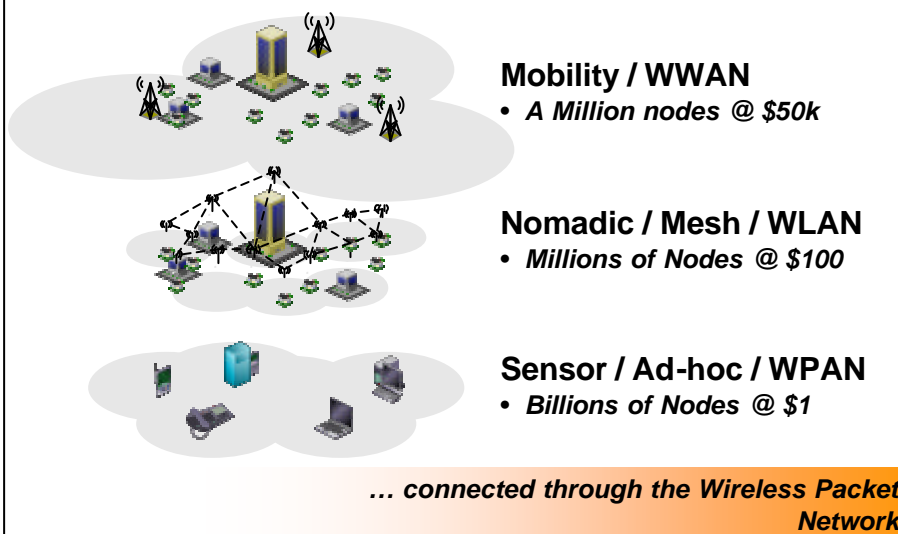 Mobility / WWAN
• A Million nodes @ $50k
Nomadic / Mesh / WLAN
• Millions of Nodes @ $100
Sensor / Ad-hoc / WPAN
• Billions of Nodes @ $1
… connected through the Wireless Packet
Network